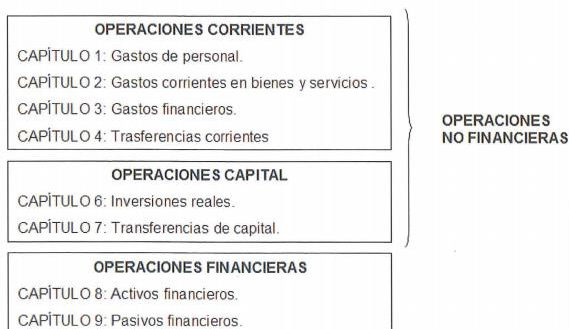 OPERACIONES CORRIENTES
CAPÍTULO 1: Gastos de personal.
CAPÍTULO 2: Gastos corrientes en bienes y servicios .
CAPÍTULO 3: Gastos financieros.
CAPÍTULO 4: Trasferencias corrientes
OPERACIONES
NO FINANCIERAS
OPERACIONES CAPITAL
CAPÍTULO 6: Inversiones reales.
CAPÍTULO 7: Transferencias de capital.
OPERACIONES FINANCIERAS
CAPÍTULO 8: Activos financieros.
CAPÍTULO 9: Pasivos financieros.